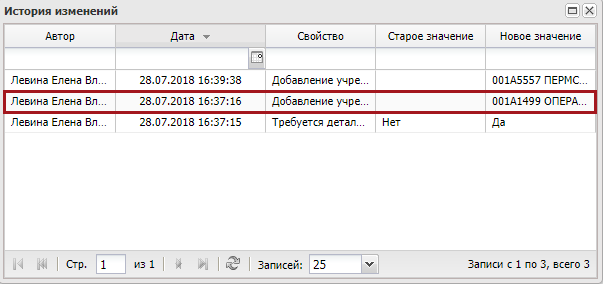 История изменений
Автор Дата Свойство Старое значение Новое значение
Левина Елена Вл... 28.07.2018 16:39:38 Добавление учре... 001А5557 ПЕРМС...
Левина Елена Вл... 28.07.2018 16:37:16 Добавление учре... 001А1499 ОПЕРА...
Левина Елена Вл... 28.07.2018 16:37:15 Требуется детал... Нет Да
Стр. 1 из 1 Записей: 25 Записи с 1 по 3, всего 3